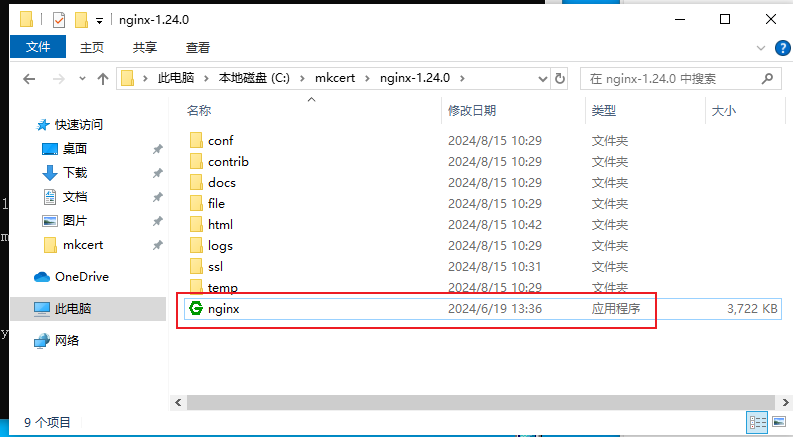 nginx-1.24.0
文件 主页 共享 查看
此电脑 本地磁盘 (C:) mkcert nginx-1.24.0 在 nginx-1.24.0 中搜索
名称 修改日期 类型 大小
快速访问
桌面
下载
文档
图片
mkcert
OneDrive
此电脑
网络
conf 2024/8/15 10:29 文件夹
contrib 2024/8/15 10:29 文件夹
docs 2024/8/15 10:29 文件夹
file 2024/8/15 10:29 文件夹
html 2024/8/15 10:42 文件夹
logs 2024/8/15 10:29 文件夹
ssl 2024/8/15 10:31 文件夹
temp 2024/8/15 10:29 文件夹
nginx 2024/6/19 13:36 应用程序 3,722 KB
9 个项目